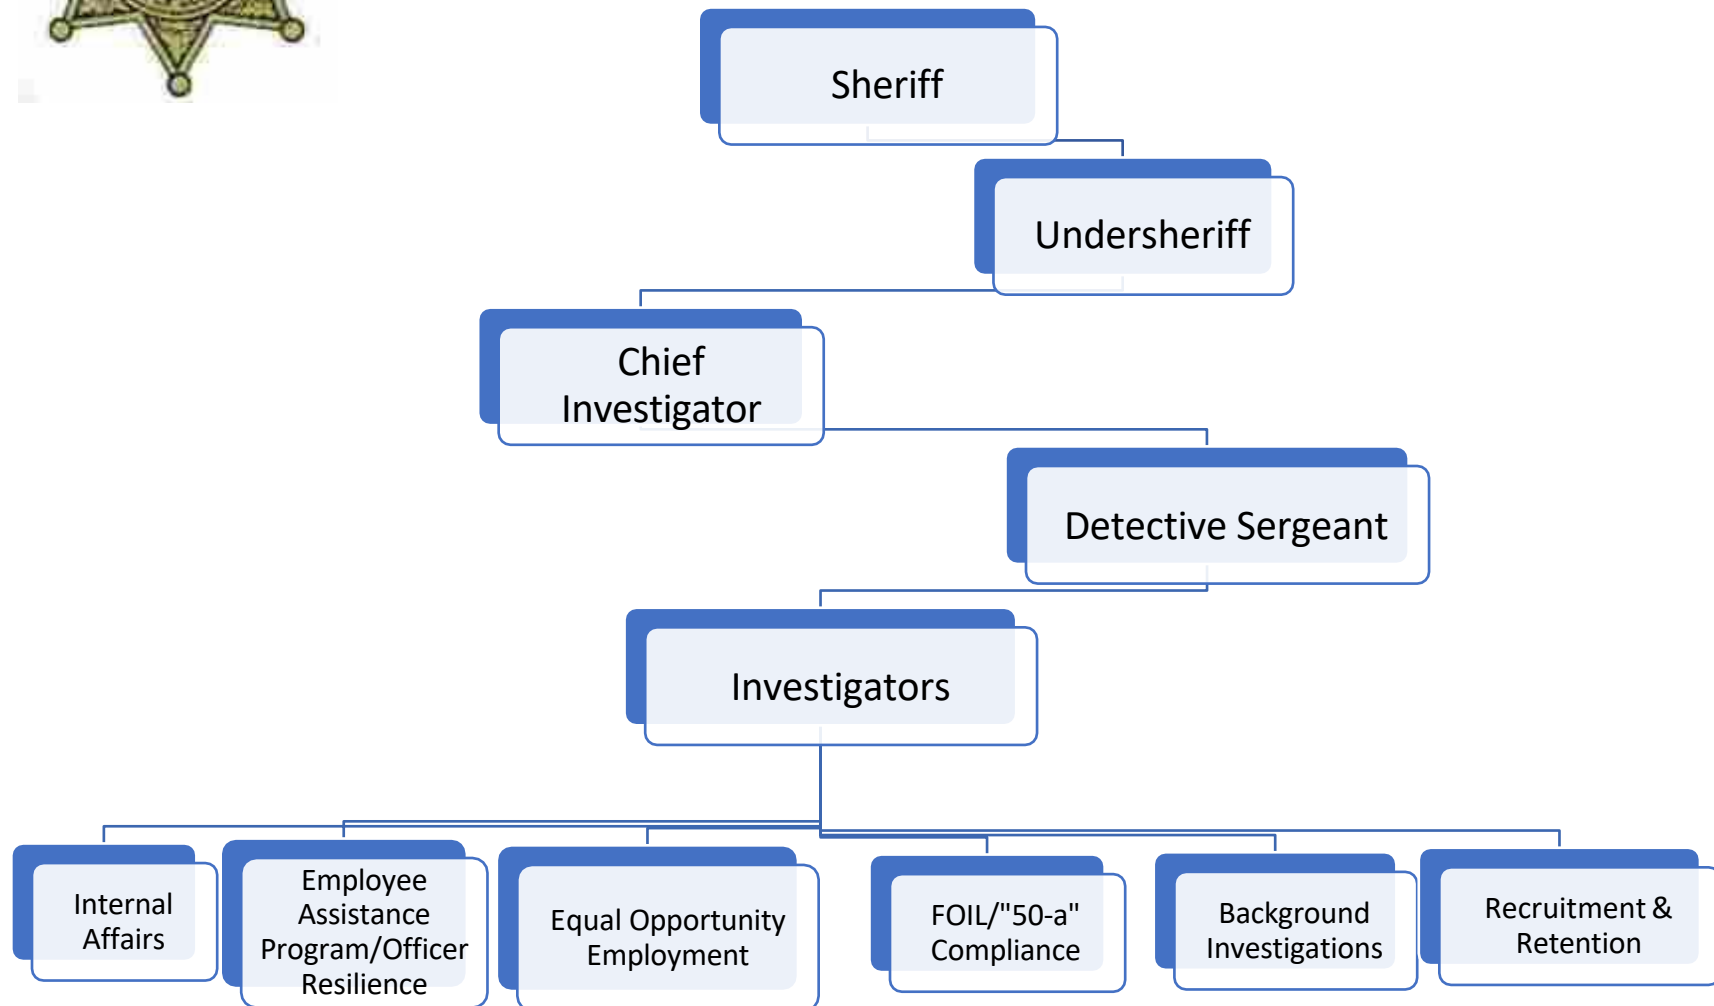 Sheriff
Undersheriff
Chief
Investigator
Detective Sergeant
Investigators
Internal
Affairs
Employee
Assistance
Program/Officer
Resilience
Equal Opportunity
Employment
FOIL/"50-a"
Compliance
Background
Investigations
Recruitment &
Retention